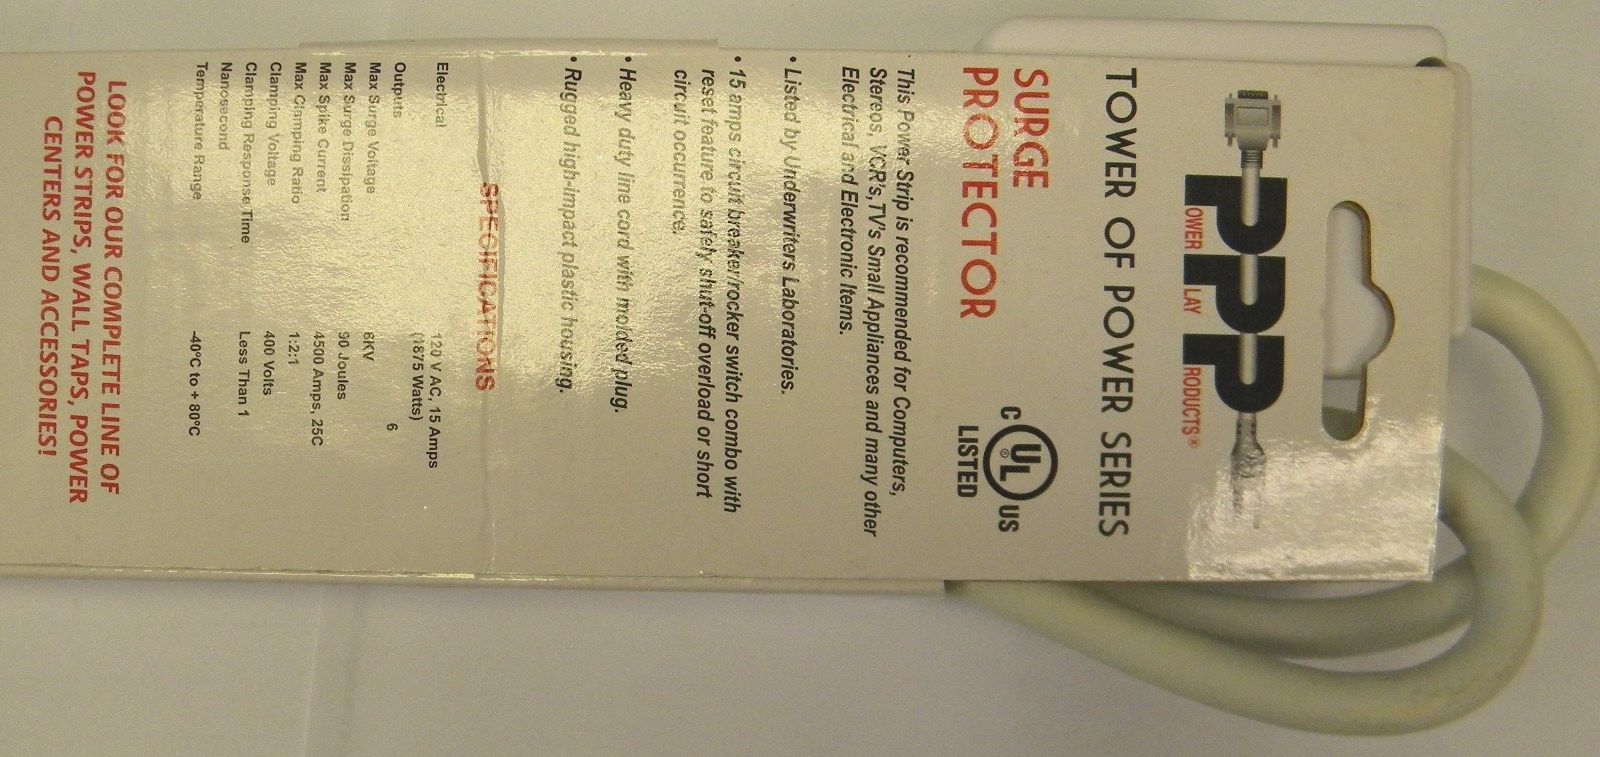 PPP
POWER PLAY PRODUCTS®
TOWER OF POWER SERIES
SURGE
PROTECTOR
C UL ® US
LISTED
This Power Strip is recommended for Computers,
Stereos, VCR's,TV's Small Appliances and many other
Electrical and Electronic Items.
• Listed by Underwriters Laboratories.
• 15 amps circuit breaker/rocker switch combo with
reset feature to safely shut-off overload or short
circuit occurrence.
• Heavy duty line cord with molded plug.
• Rugged high-impact plastic housing.
SPECIFICATIONS
Electrical 120 V AC, 15 Amps
(1875 Watts)
Outputs 6
Max Surge Voltage 6KV
Max Surge Dissipation 90 Joules
Max Spike Current 4500 Amps, 25C
Max Clamping Ratio 1:2:1
Clamping Voltage 400 Volts
Clamping Response Time Less Than 1
Nanosecond
Temperature Range -40°C to + 80°C
LOOK FOR OUR COMPLETE LINE OF
POWER STRIPS, WALL TAPS, POWER
CENTERS AND ACCESSORIES!